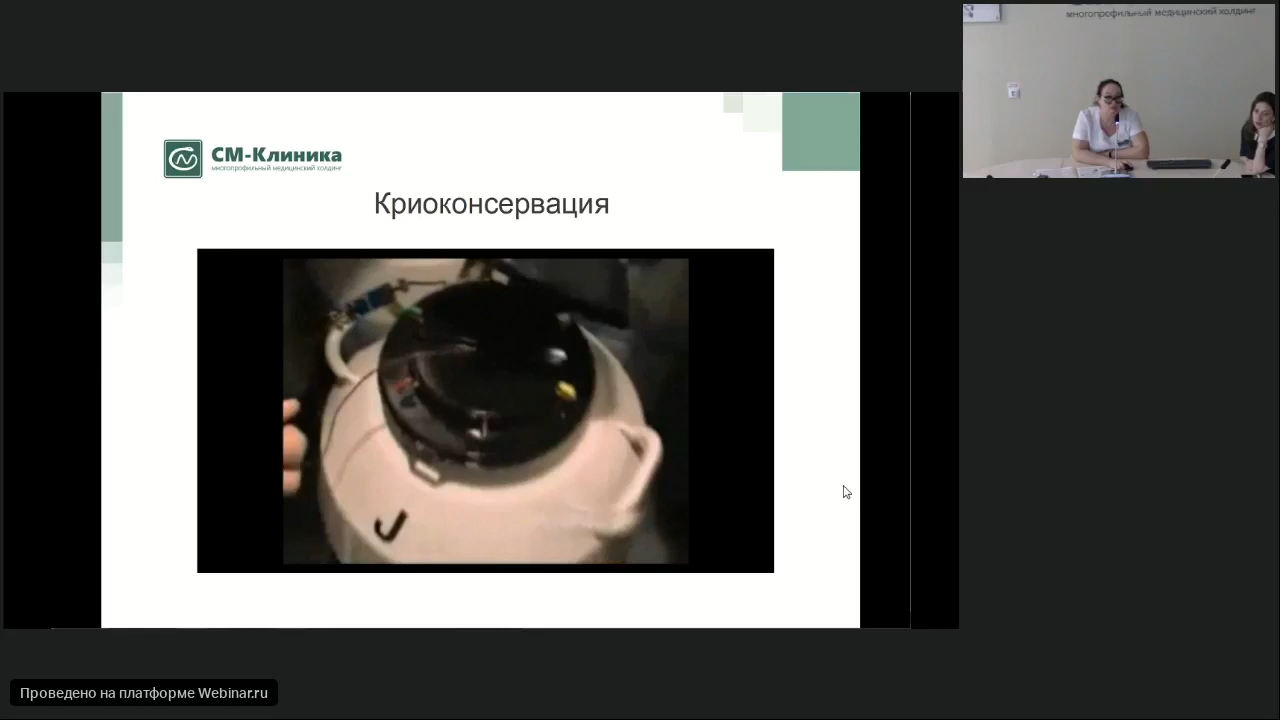 многопрофильный медицинский холдинг
СМ-Клиника
многопрофильный медицинский холдинг
Криоконсервация
J
Проведено на платформе Webinar.ru